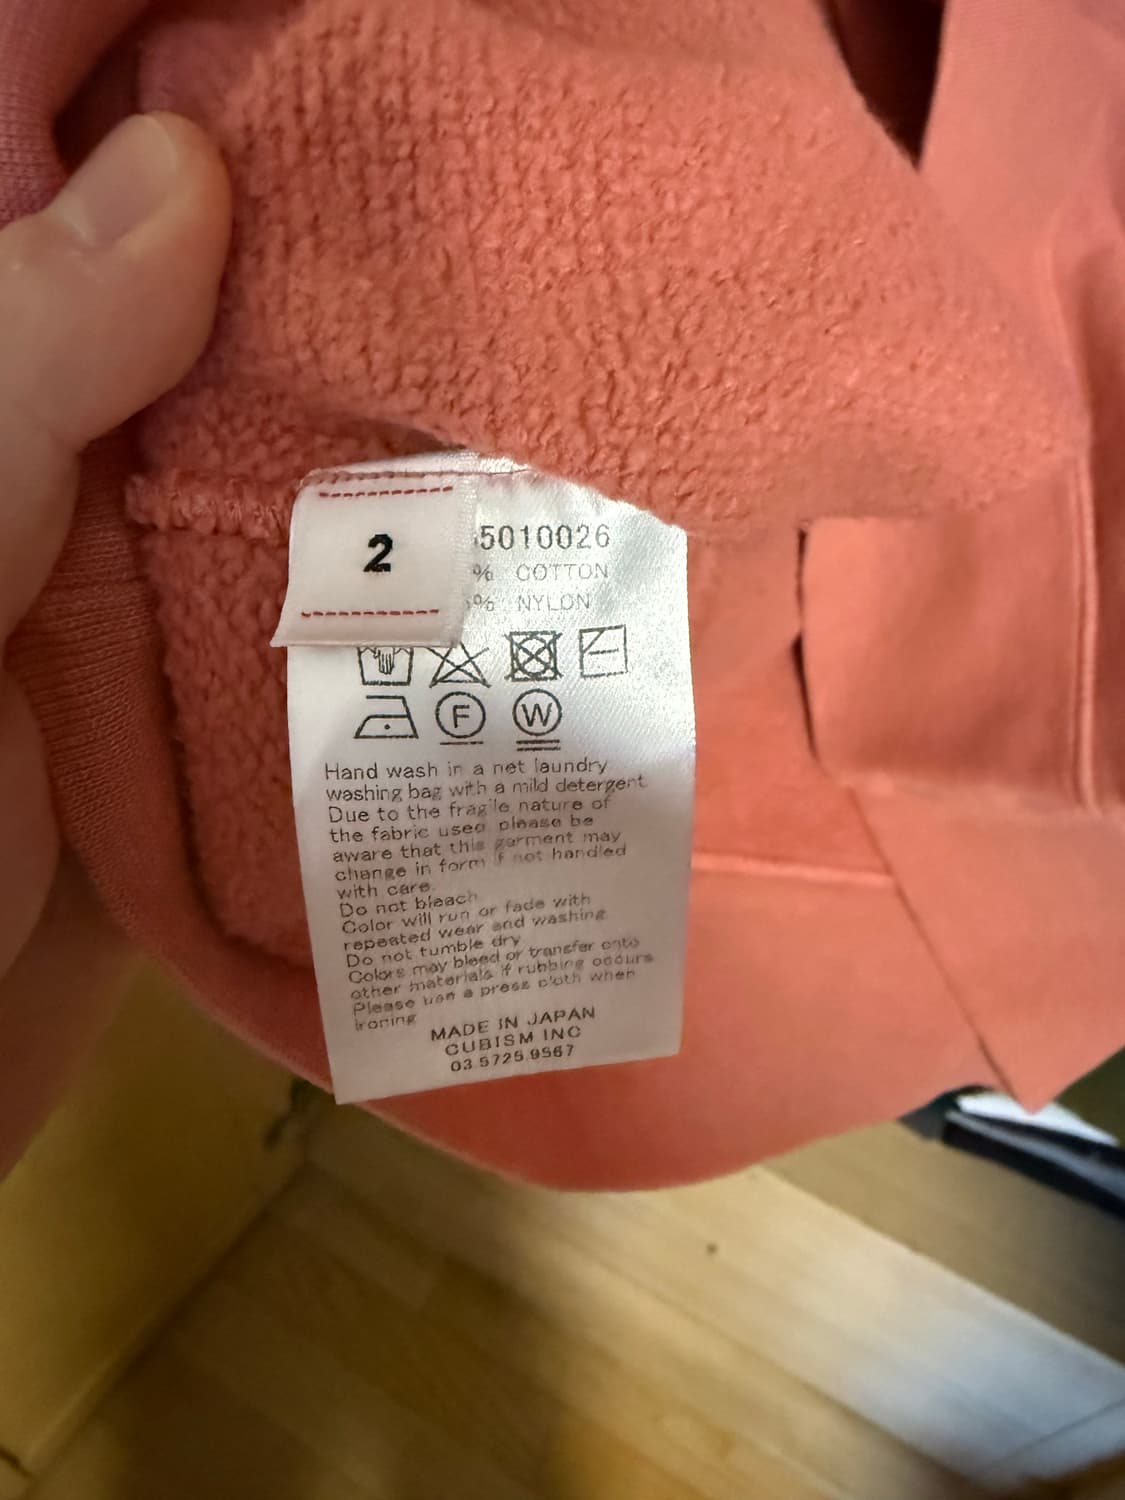 2
5010026
% COTTON
% NYLON
F W
Hand wash in a net laundry
washing bag with a mild detergent
Due to the fragile nature of
the fabric used please be
aware that this garment may
change in form if not handled
with care.
Do not bleach
Color will run or fade with
repeated wear and washing
Do not tumble dry
Colors may bleed or transfer onto
other materials if rubbing occurs
Please use a press cloth when
ironing
MADE IN JAPAN
CUBISM INC
03.5725.9567